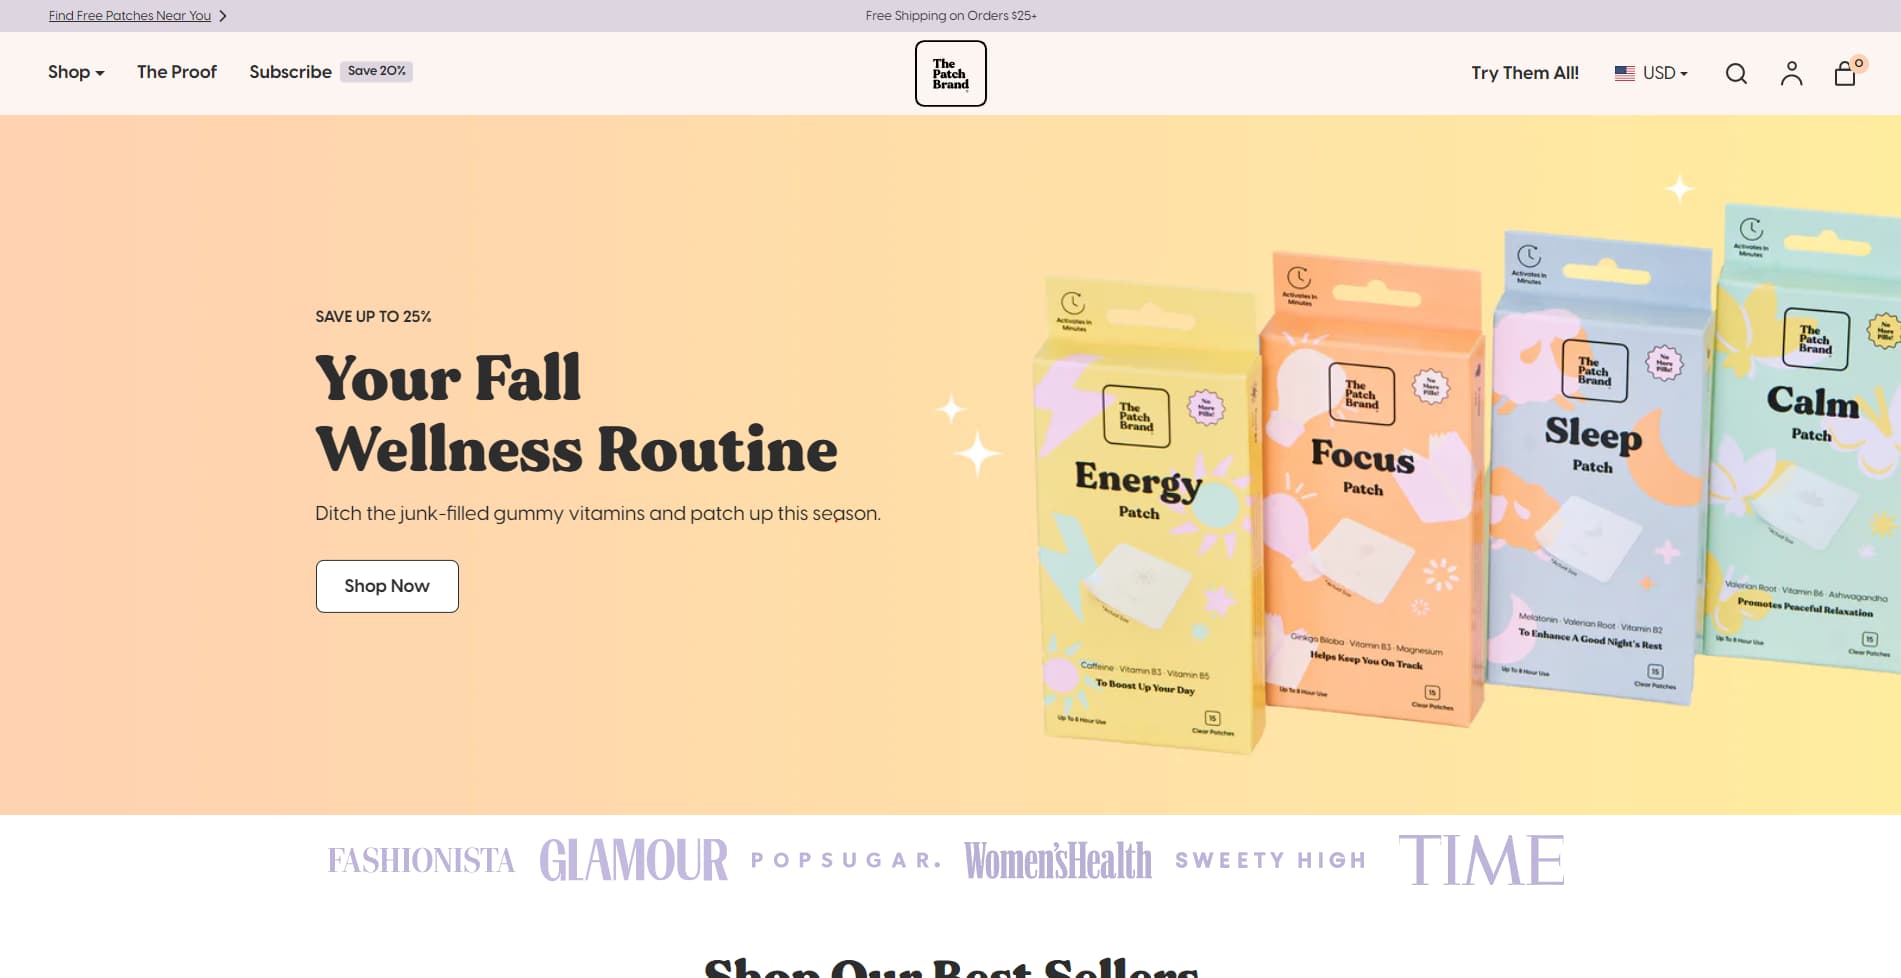 Find Free Patches Near You
Free Shipping on Orders $25+
Shop
The Proof
Subscribe
Save 20%
The
Patch
Brand
Try Them All!
USD
0
SAVE UP TO 25%
Your Fall
Wellness Routine
Ditch the junk-filled gummy vitamins and patch up this season.
Shop Now
Activates In
Minutes
The
Patch
Brand
No
More
Pills!
Energy
Patch
*Actual Size
Caffeine · Vitamin B3 · Vitamin B5
To Boost Up Your Day
Up To 8 Hour Use
15
Clear Patches
Activates In
Minutes
The
Patch
Brand
No
More
Pills!
Focus
Patch
*Actual Size
Ginkgo Biloba · Vitamin B3 · Magnesium
Helps Keep You On Track
Up To 8 Hour Use
15
Clear Patches
Activates In
Minutes
The
Patch
Brand
No
More
Pills!
Sleep
Patch
*Actual Size
Melatonin · Valerian Root · Vitamin B2
To Enhance A Good Night's Rest
Up To 8 Hour Use
15
Clear Patches
Activates In
Minutes
The
Patch
Brand
No
More
Pills!
Calm
Patch
*Actual Size
Valerian Root · Vitamin B6 · Ashwagandha
Promotes Peaceful Relaxation
Up To 8 Hour Use
15
Clear Patches
FASHIONISTA
GLAMOUR
POPSUGAR.
Women'sHealth
SWEETY HIGH
TIME
Shop Our Best Sellers